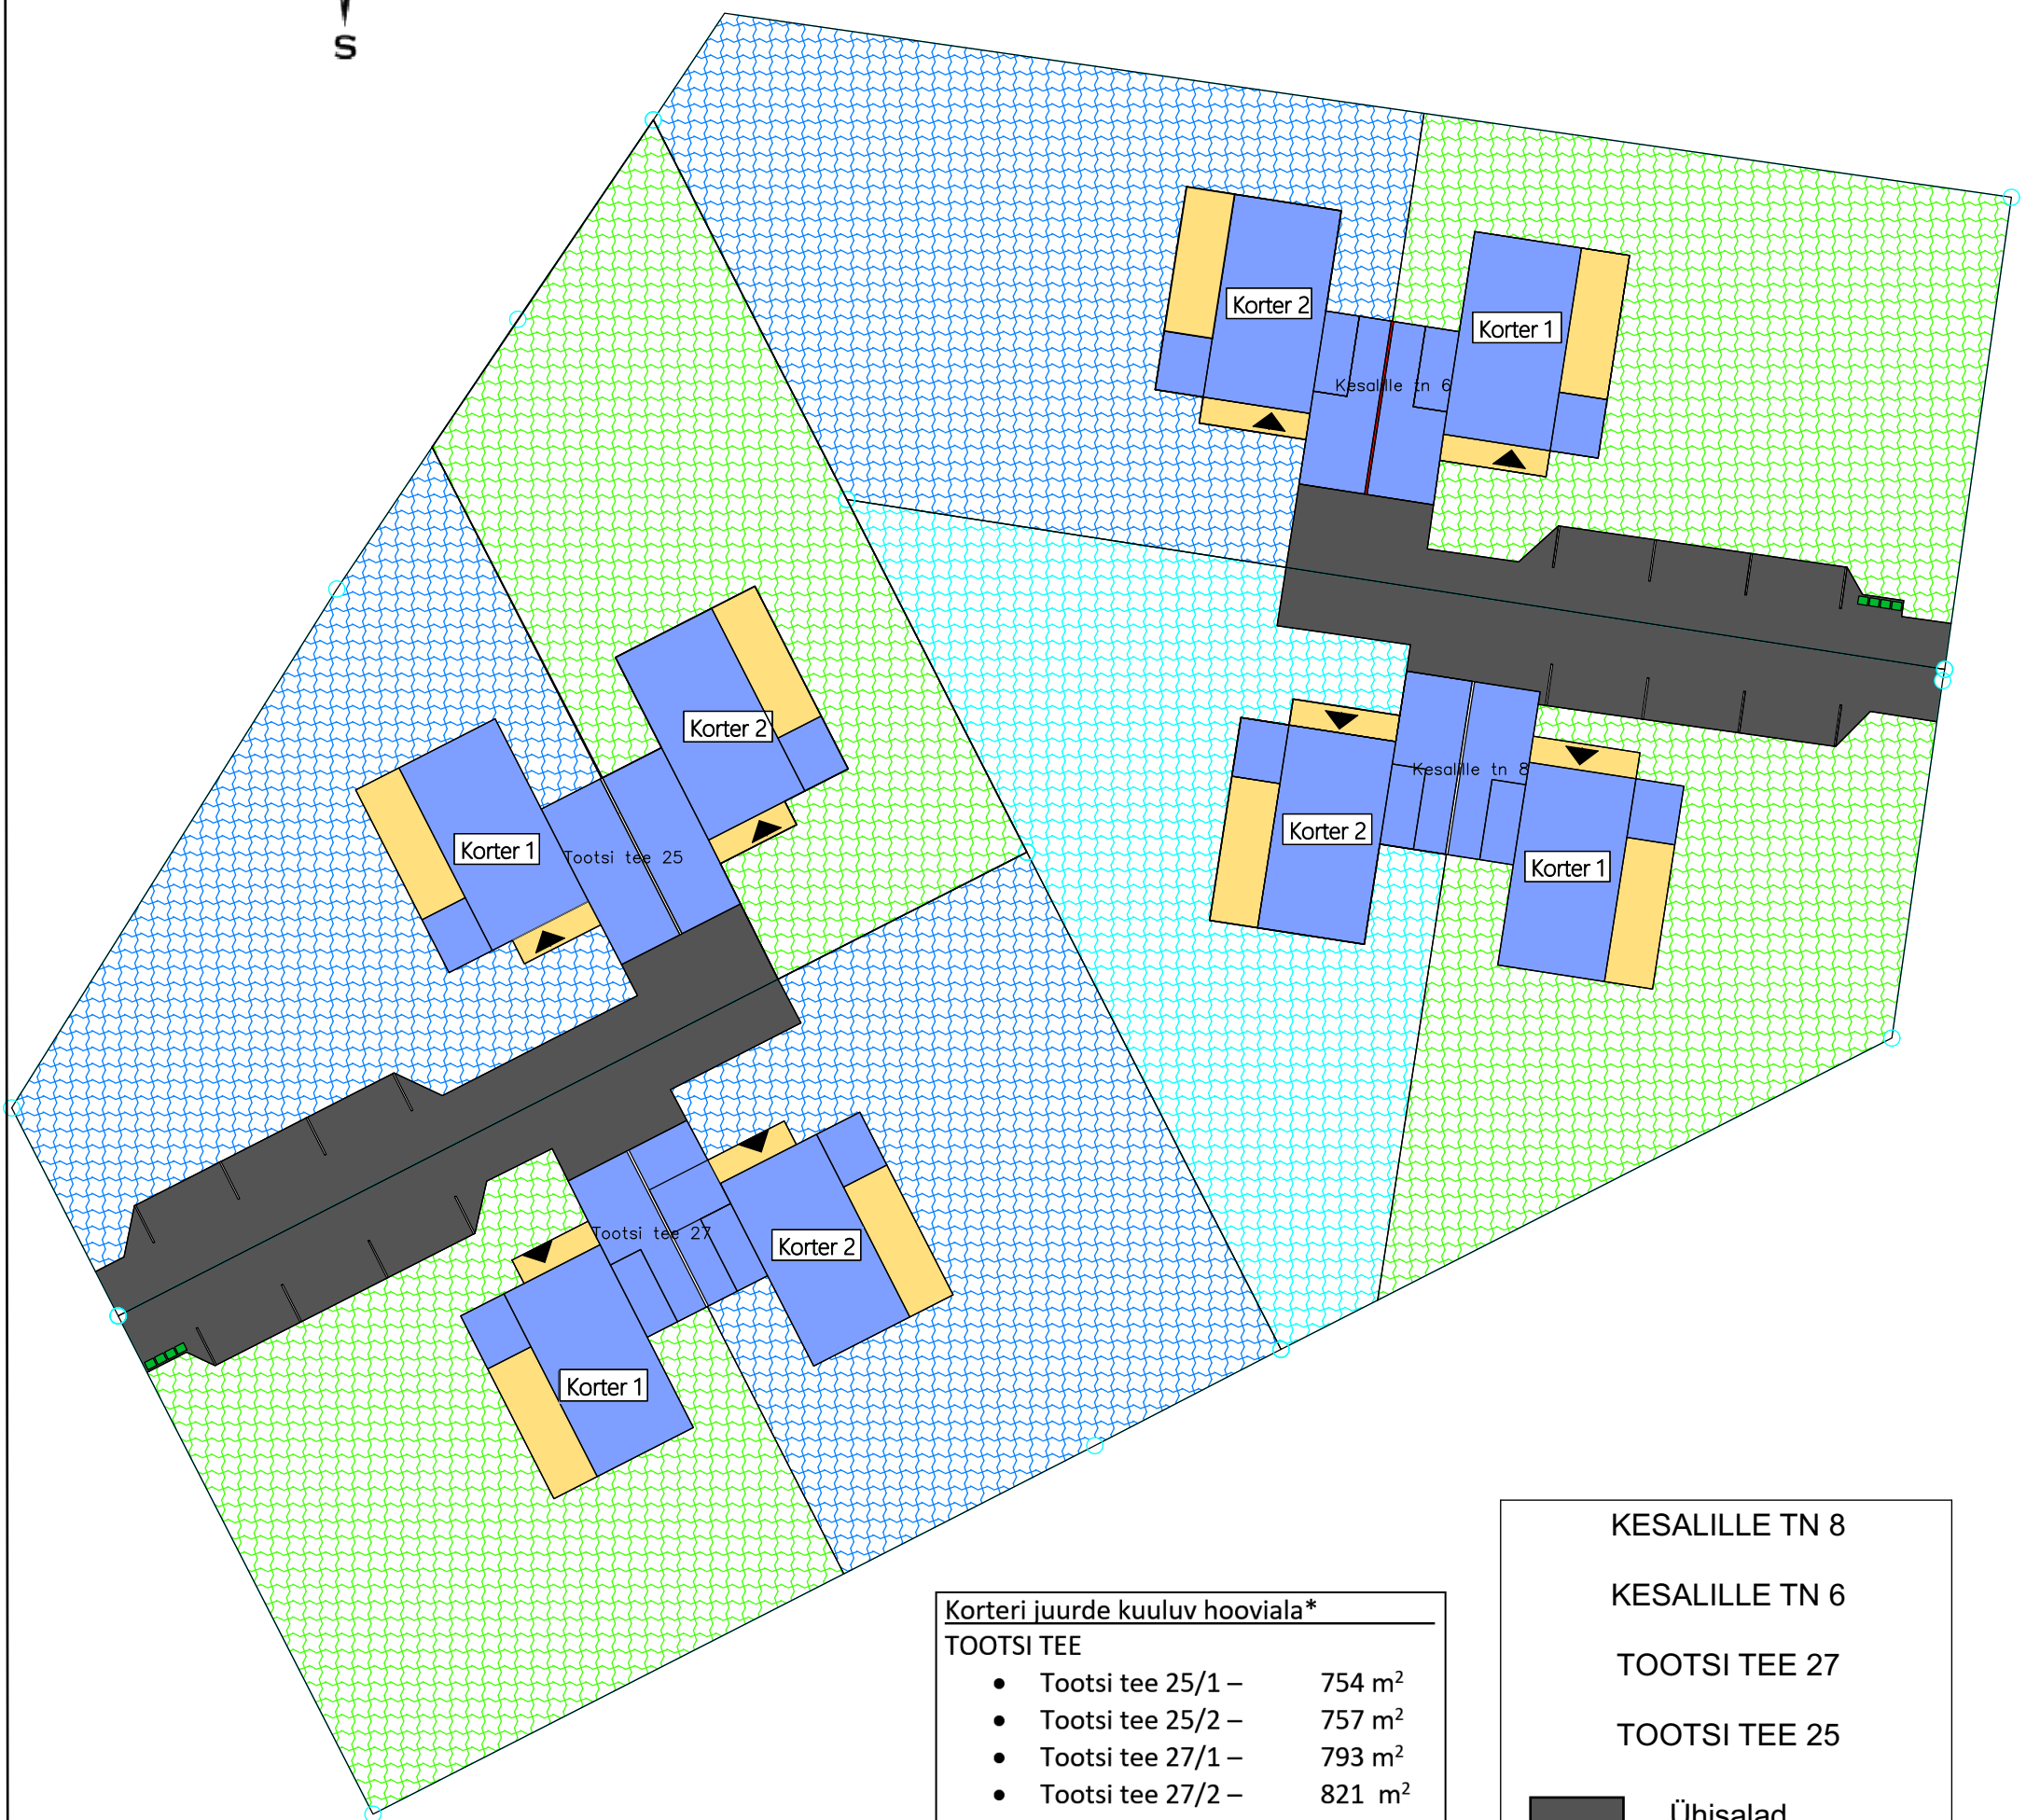 S
Korter 2
Korter 1
Kesalille tn 6
Korter 2
Korter 1
Tootsi tee 25
Kesalille tn 8
Korter 2
Korter 1
Tootsi tee 27
Korter 2
Korter 1
Korteri juurde kuuluv hooviala*
TOOTSI TEE
• Tootsi tee 25/1 – 754 m²
• Tootsi tee 25/2 – 757 m²
• Tootsi tee 27/1 – 793 m²
• Tootsi tee 27/2 – 821 m²
KESALILLE TN 8
KESALILLE TN 6
TOOTSI TEE 27
TOOTSI TEE 25
Ühisalad